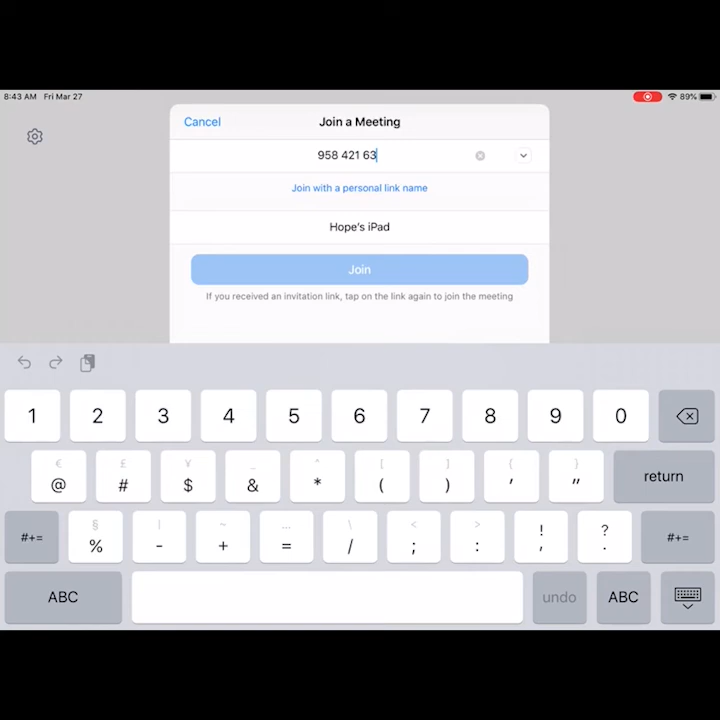 8:43 AM Fri Mar 27 89%
Cancel Join a Meeting
958 421 63
Join with a personal link name
Hope's iPad
Join
If you received an invitation link, tap on the link again to join the meeting
1 2 3 4 5 6 7 8 9 0
€ £ ¥ _ ^ [ ] { }
@ # $ & * ( ) ' "
return
§ | ~ … \ < > ! ?
#+= % - + = / ; : , . #+=
ABC undo ABC